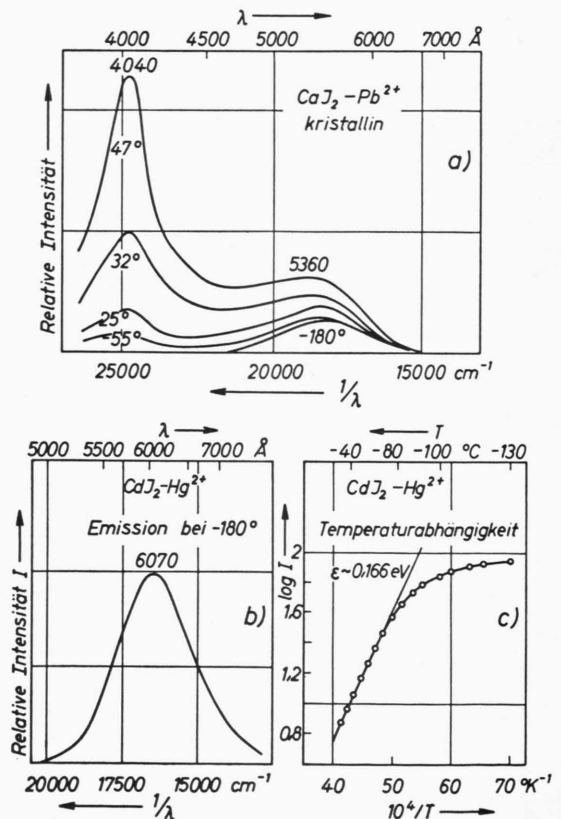 λ →
4000 4500 5000 6000 7000 Å
4040
CaJ₂–Pb²⁺
kristallin
a)
47°
32°
25°
-55°
5360
-180°
Relative Intensität →
25000 20000 15000 cm⁻¹
← 1/λ
λ →
5000 5500 6000 7000 Å
CdJ₂–Hg²⁺
Emission bei -180°
6070
b)
Relative Intensität I →
20000 17500 15000 cm⁻¹
← 1/λ
← T
-40 -80 -100 °C -130
CdJ₂–Hg²⁺
Temperaturabhängigkeit
ε~0,166 eV
c)
log I →
2
1.6
1.2
0.8
40 50 60 70 °K⁻¹
10⁴/T →